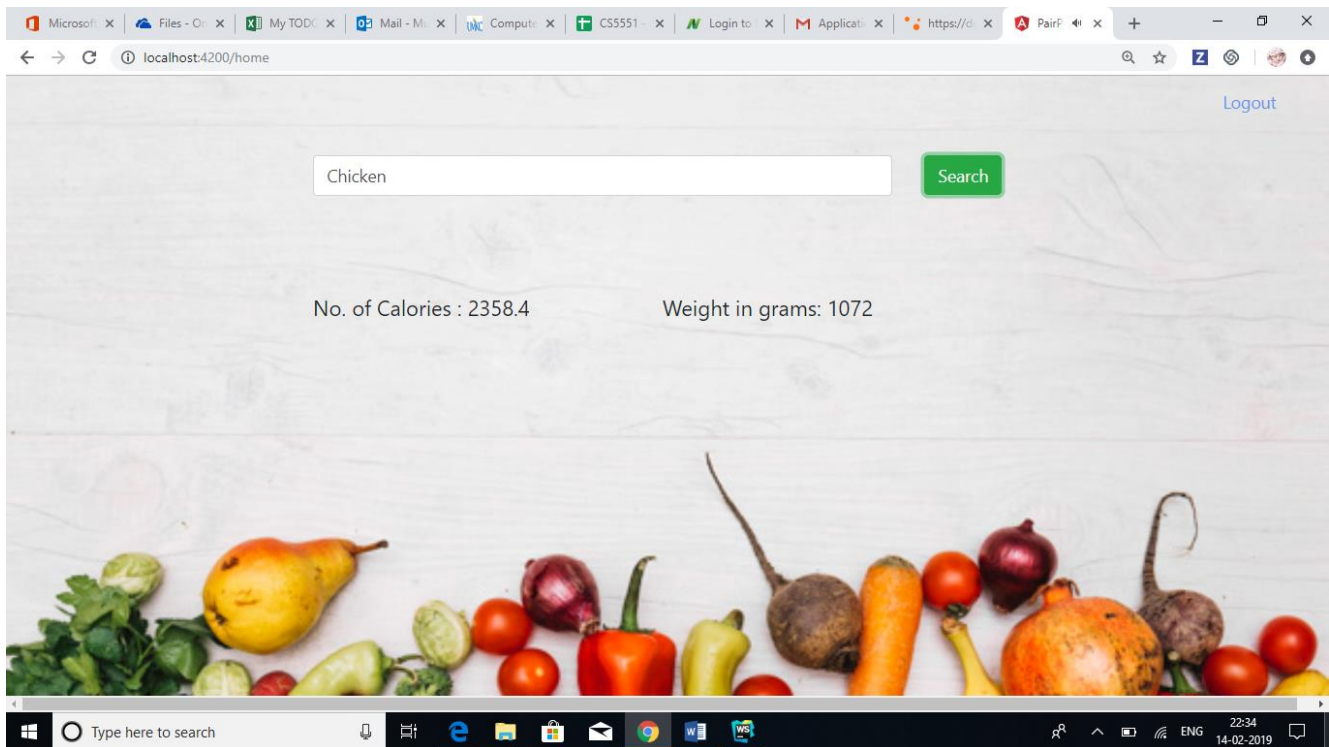 Microsoft
Files - On
My TODO
Mail - Mu
Compute
CS5551 -
Login to
Applicati
https://d
PairP
localhost:4200/home
Logout
Chicken
Search
No. of Calories : 2358.4
Weight in grams: 1072
Type here to search
ENG
22:34
14-02-2019